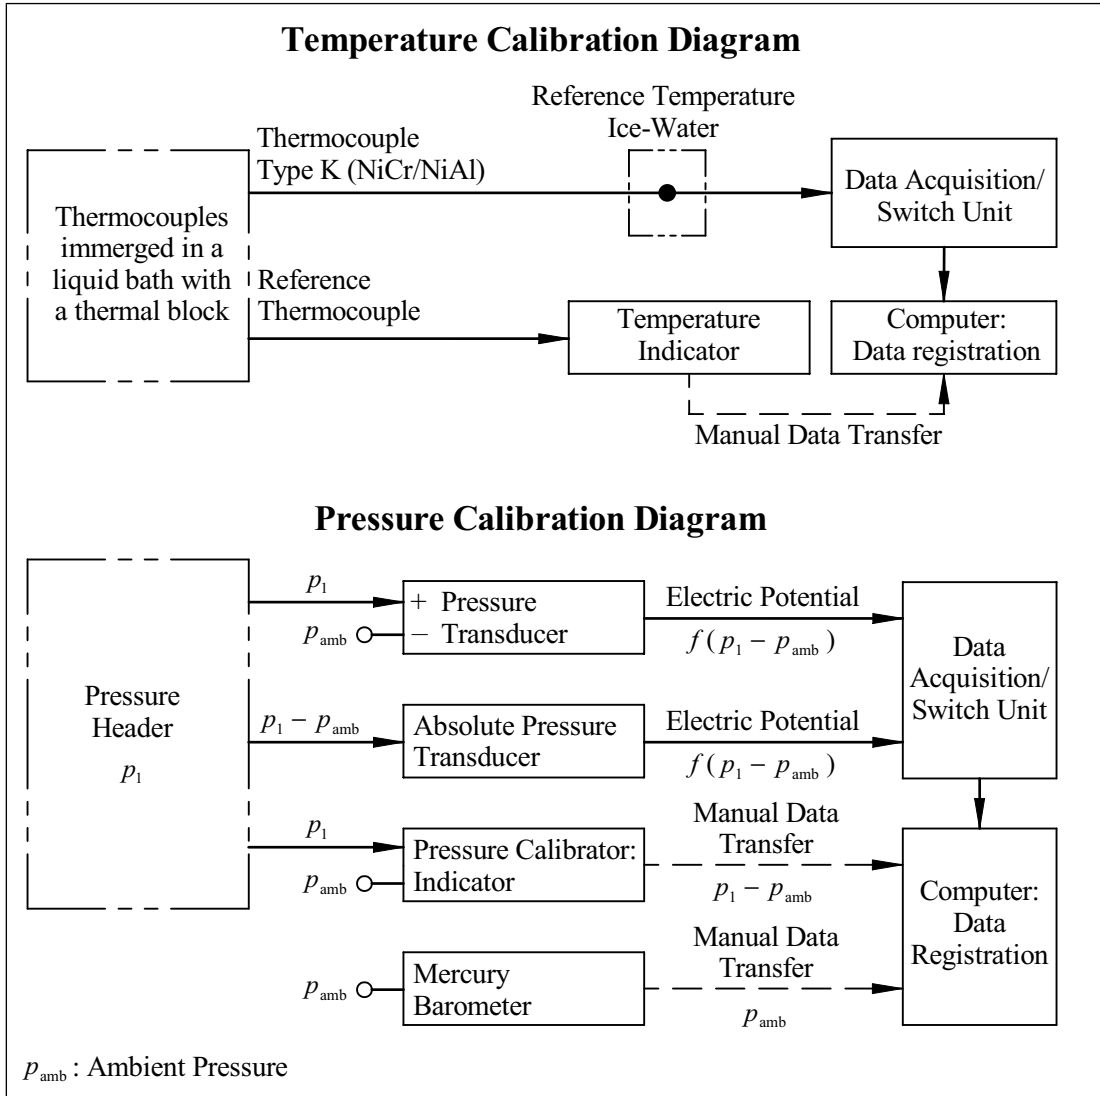 Temperature Calibration Diagram
Reference Temperature
Ice-Water
Thermocouple
Type K (NiCr/NiAl)
Data Acquisition/
Switch Unit
Thermocouples
immerged in a
liquid bath with
a thermal block
Reference
Thermocouple
Temperature
Indicator
Computer:
Data registration
Manual Data Transfer
Pressure Calibration Diagram
Pressure
Header
p₁
p₁
+ Pressure
p_amb
− Transducer
Electric Potential
f(p₁ − p_amb)
Data
Acquisition/
Switch Unit
p₁ − p_amb
Absolute Pressure
Transducer
Electric Potential
f(p₁ − p_amb)
p₁
Pressure Calibrator:
p_amb
Indicator
Manual Data
Transfer
p₁ − p_amb
Computer:
Data
Registration
p_amb
Mercury
Barometer
Manual Data
Transfer
p_amb
p_amb : Ambient Pressure